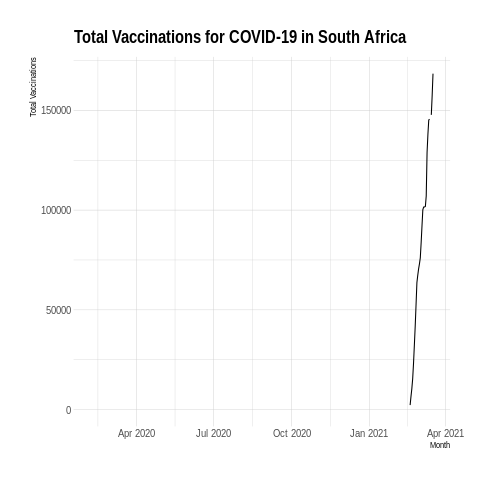 Total Vaccinations for COVID-19 in South Africa
Total Vaccinations
150000
100000
50000
0
Apr 2020 Jul 2020 Oct 2020 Jan 2021 Apr 2021
Month